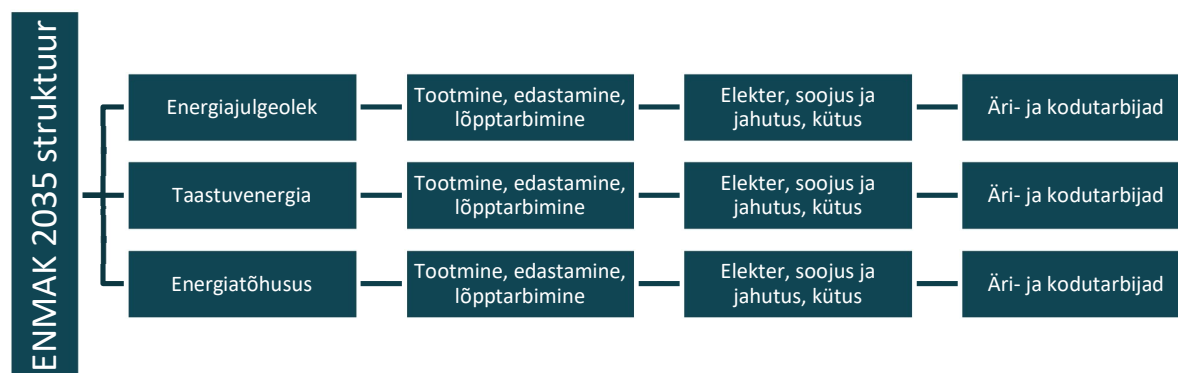 ENMAK 2035 struktuur
Energiajulgeolek
Tootmine, edastamine,
lõpptarbimine
Elekter, soojus ja
jahutus, kütus
Äri- ja kodutarbijad
Taastuvenergia
Tootmine, edastamine,
lõpptarbimine
Elekter, soojus ja
jahutus, kütus
Äri- ja kodutarbijad
Energiatõhusus
Tootmine, edastamine,
lõpptarbimine
Elekter, soojus ja
jahutus, kütus
Äri- ja kodutarbijad